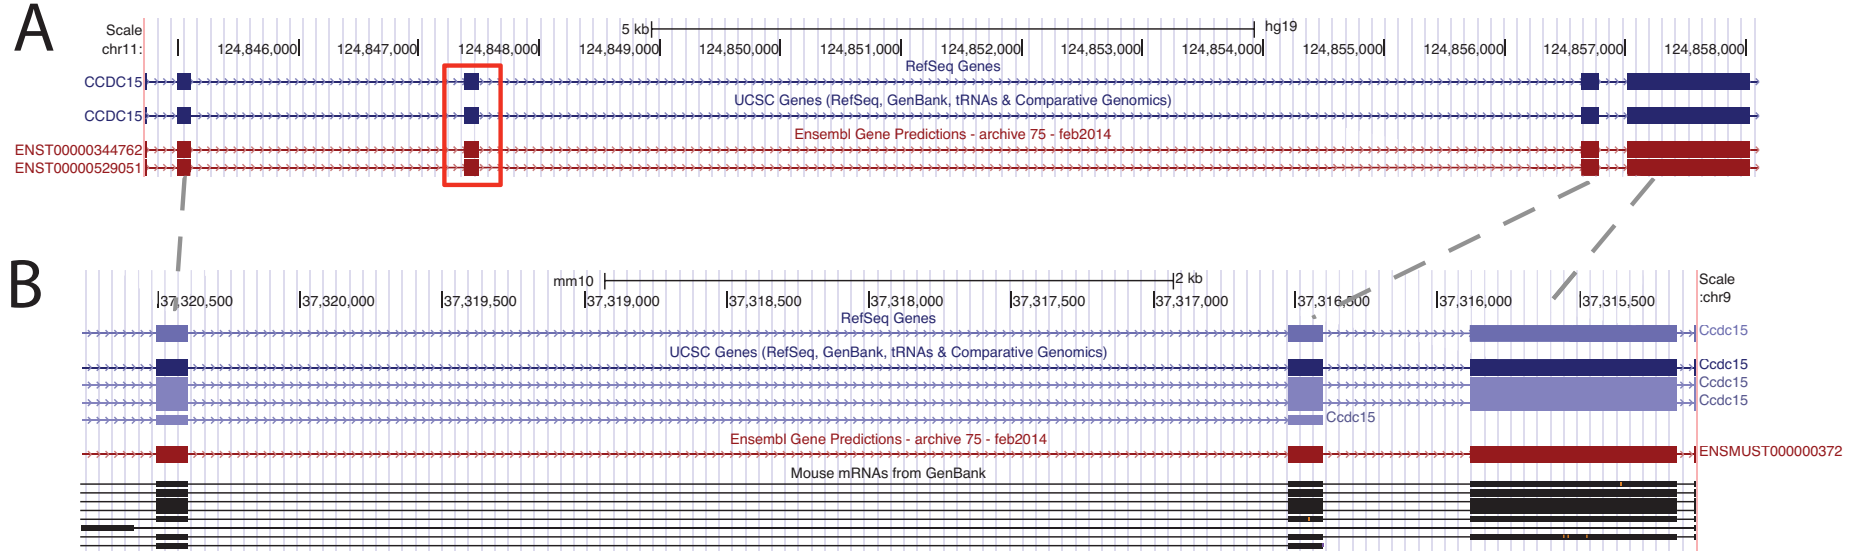 A
Scale 5 kb hg19
chr11: 124,846,000 124,847,000 124,848,000 124,849,000 124,850,000 124,851,000 124,852,000 124,853,000 124,854,000 124,855,000 124,856,000 124,857,000 124,858,000
RefSeq Genes
CCDC15
UCSC Genes (RefSeq, GenBank, tRNAs & Comparative Genomics)
CCDC15
Ensembl Gene Predictions - archive 75 - feb2014
ENST00000344762
ENST00000529051
B
mm10 2 kb Scale
37,320,500 37,320,000 37,319,500 37,319,000 37,318,500 37,318,000 37,317,500 37,317,000 37,316,500 37,316,000 37,315,500 :chr9
RefSeq Genes
Ccdc15
UCSC Genes (RefSeq, GenBank, tRNAs & Comparative Genomics)
Ccdc15
Ccdc15
Ccdc15
Ccdc15
Ensembl Gene Predictions - archive 75 - feb2014
ENSMUST000000372
Mouse mRNAs from GenBank